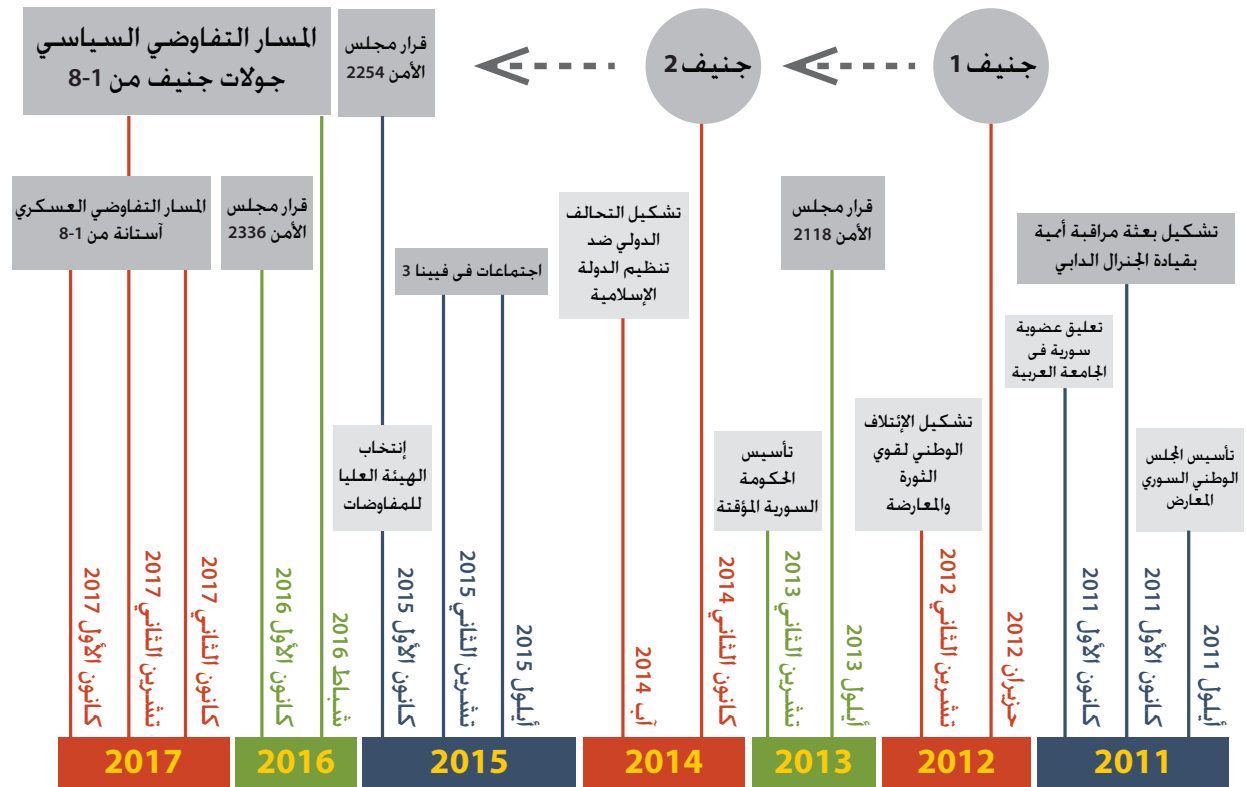 جنيف 1
جنيف 2
قرار مجلس
الأمن 2254
المسار التفاوضي السياسي
جولات جنيف من 1-8
تشكيل بعثة مراقبة أمية
بقيادة الجنرال الدابي
قرار مجلس
الأمن 2118
تشكيل التحالف
الدولي ضد
تنظيم الدولة
الإسلامية
اجتماعات فى فيينا 3
قرار مجلس
الأمن 2336
المسار التفاوضي العسكري
آستانة من 1-8
تأسيس المجلس
الوطني السوري
المعارض
تعليق عضوية
سورية فى
الجامعة العربية
تشكيل الإئتلاف
الوطني لقوي
الثورة
والمعارضة
تأسيس
الحكومة
السورية المؤقتة
إنتخاب
الهيئة العليا
للمفاوضات
أيلول 2011
كانون الأول 2011
كانون الأول 2011
حزيران 2012
تشرين الثاني 2012
أيلول 2013
تشرين الثاني 2013
كانون الثاني 2014
آب 2014
أيلول 2015
تشرين الثاني 2015
كانون الأول 2015
شباط 2016
كانون الأول 2016
كانون الثاني 2017
تشرين الثاني 2017
كانون الأول 2017
2011
2012
2013
2014
2015
2016
2017